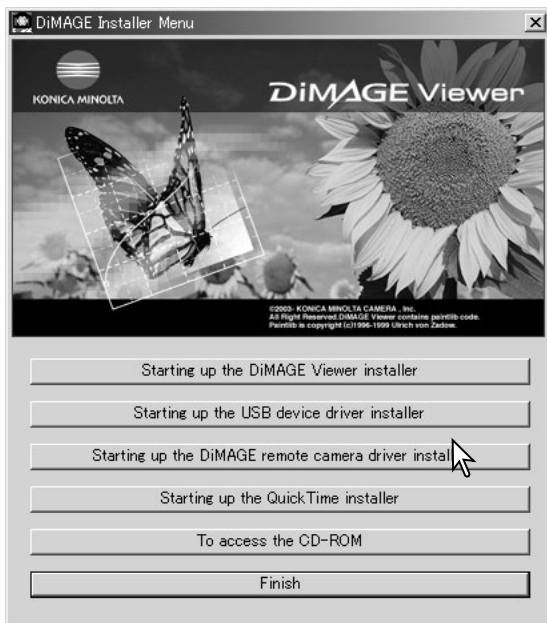 DiMAGE Installer Menu
KONICA MINOLTA
DiMAGE Viewer
©2003- KONICA MINOLTA CAMERA , Inc.
All Right Reserved.DiMAGE Viewer contains paintlib code.
Paintlib is copyright (c)1996-1999 Ulrich von Zadow.
Starting up the DiMAGE Viewer installer
Starting up the USB device driver installer
Starting up the DiMAGE remote camera driver
Starting up the QuickTime installer
To access the CD-ROM
Finish